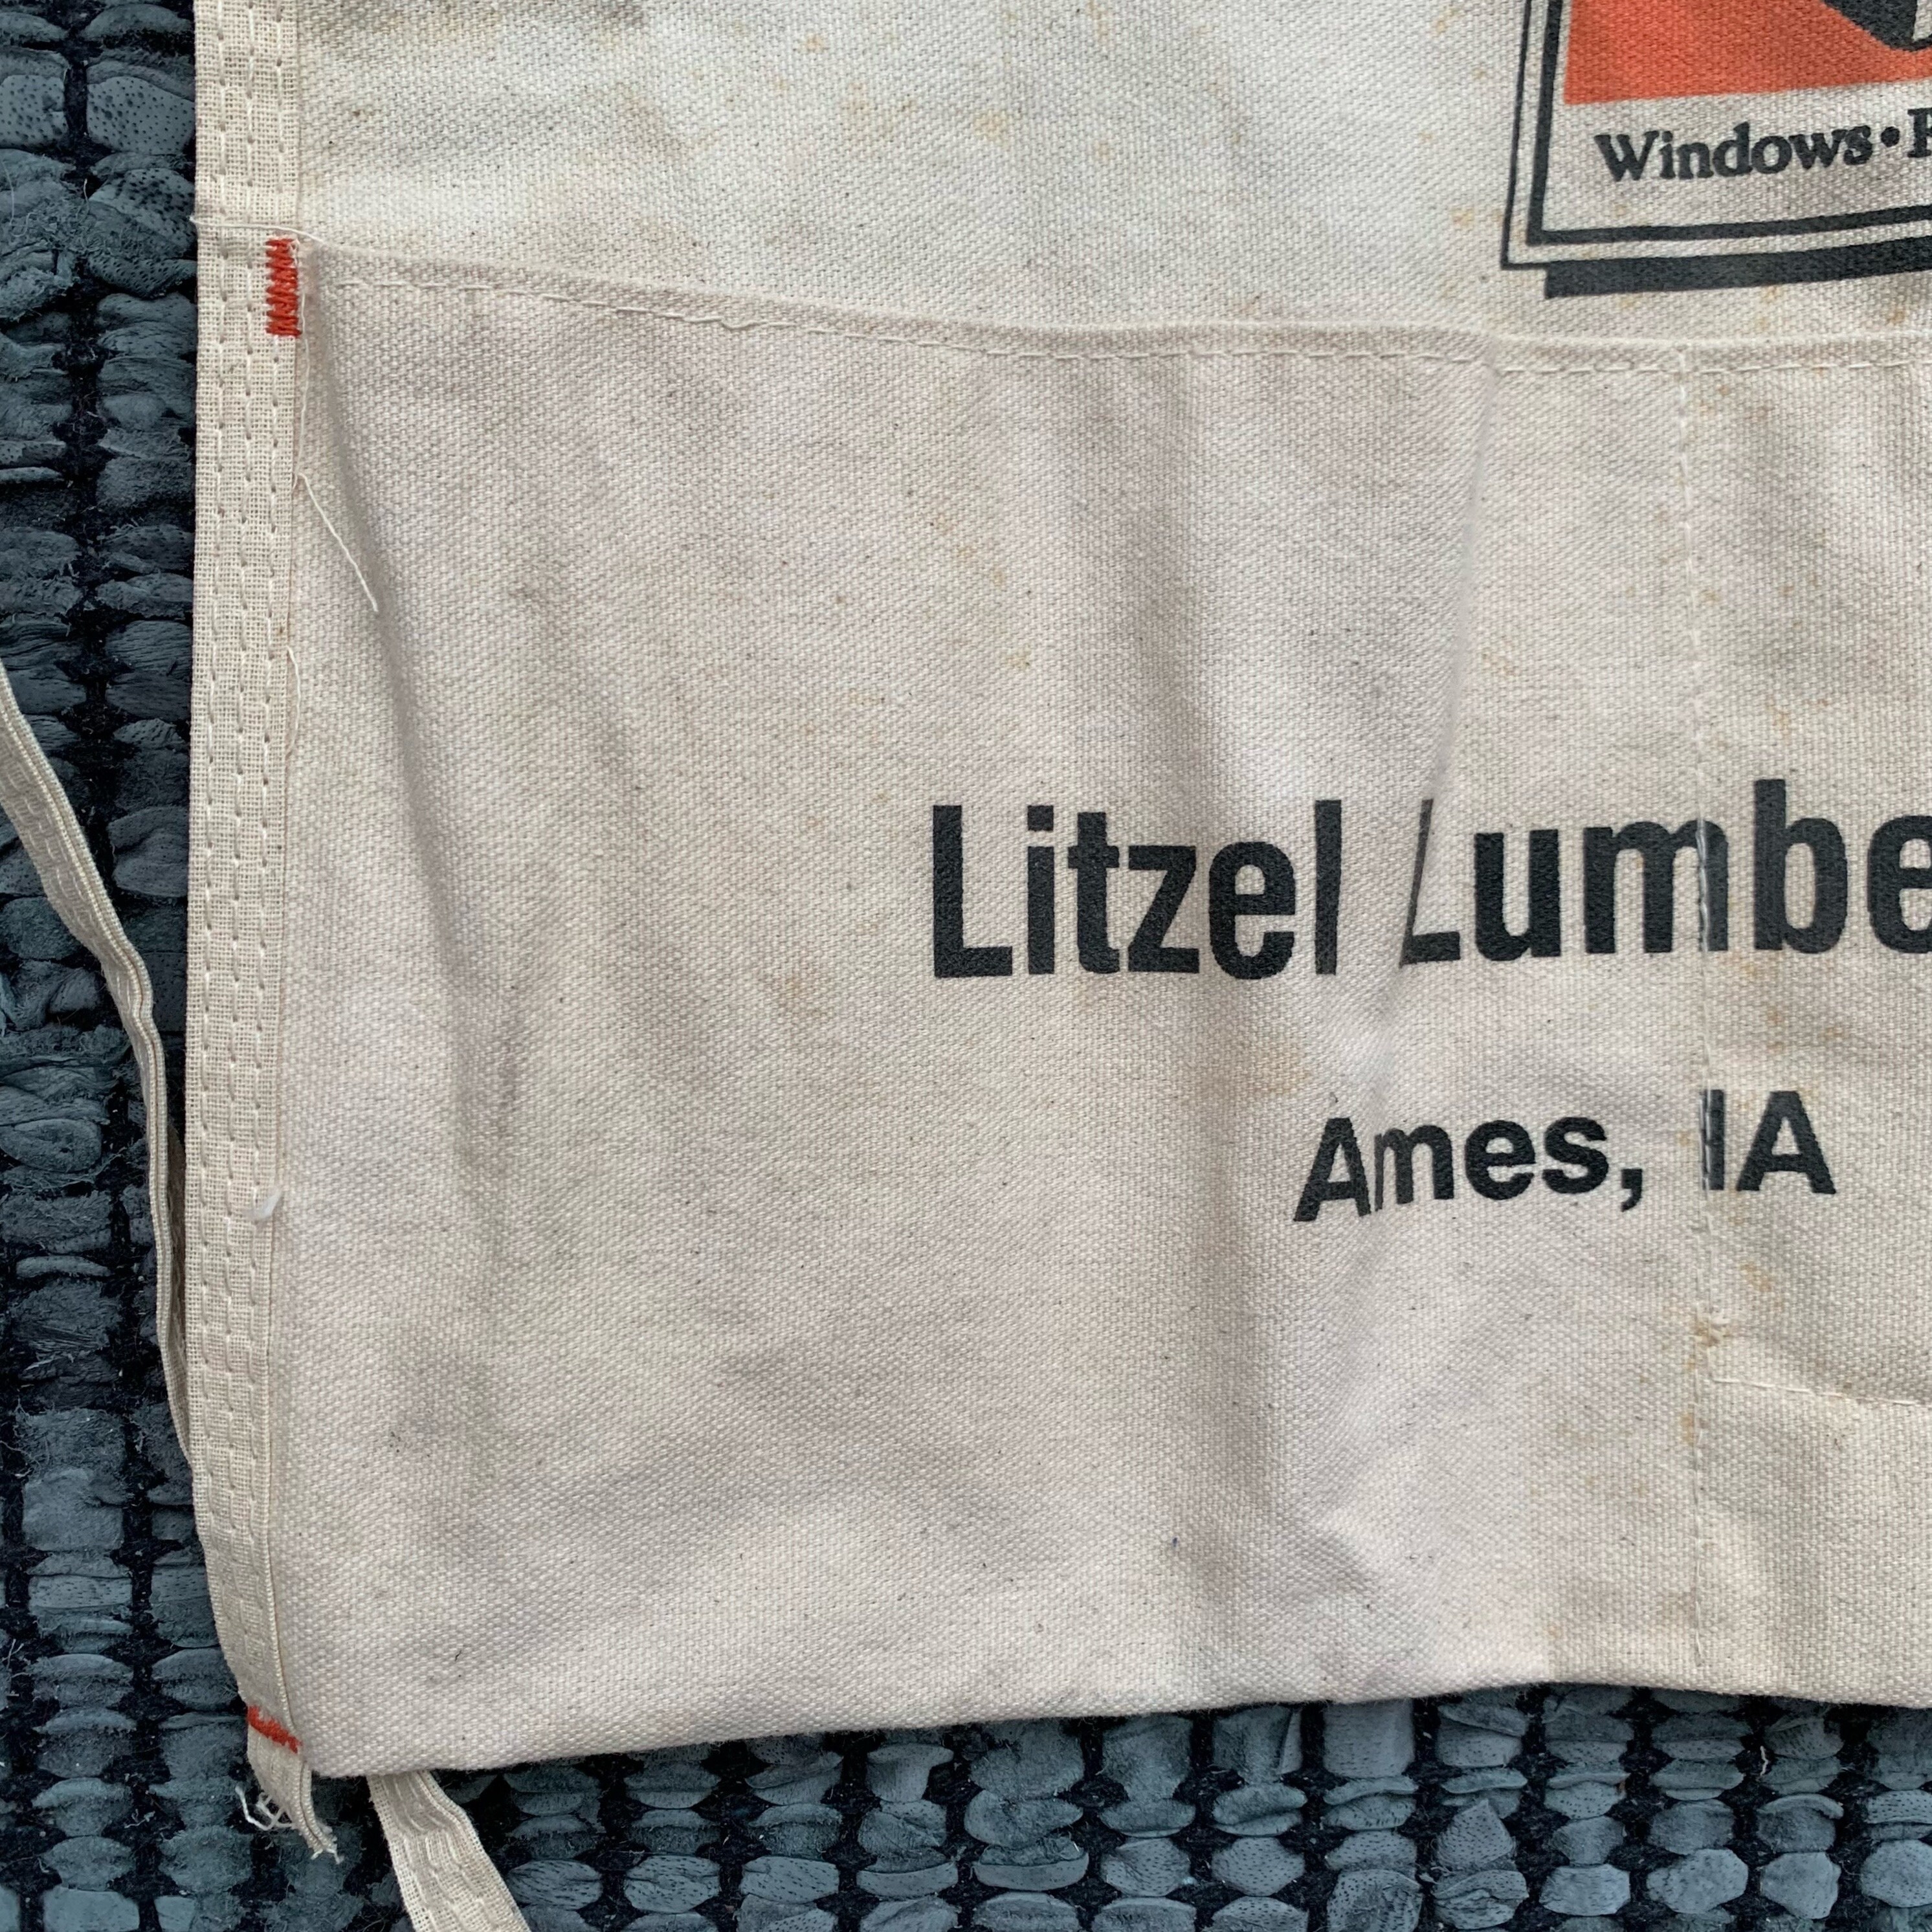 Windows •
Litzel Lumbe
Ames, IA